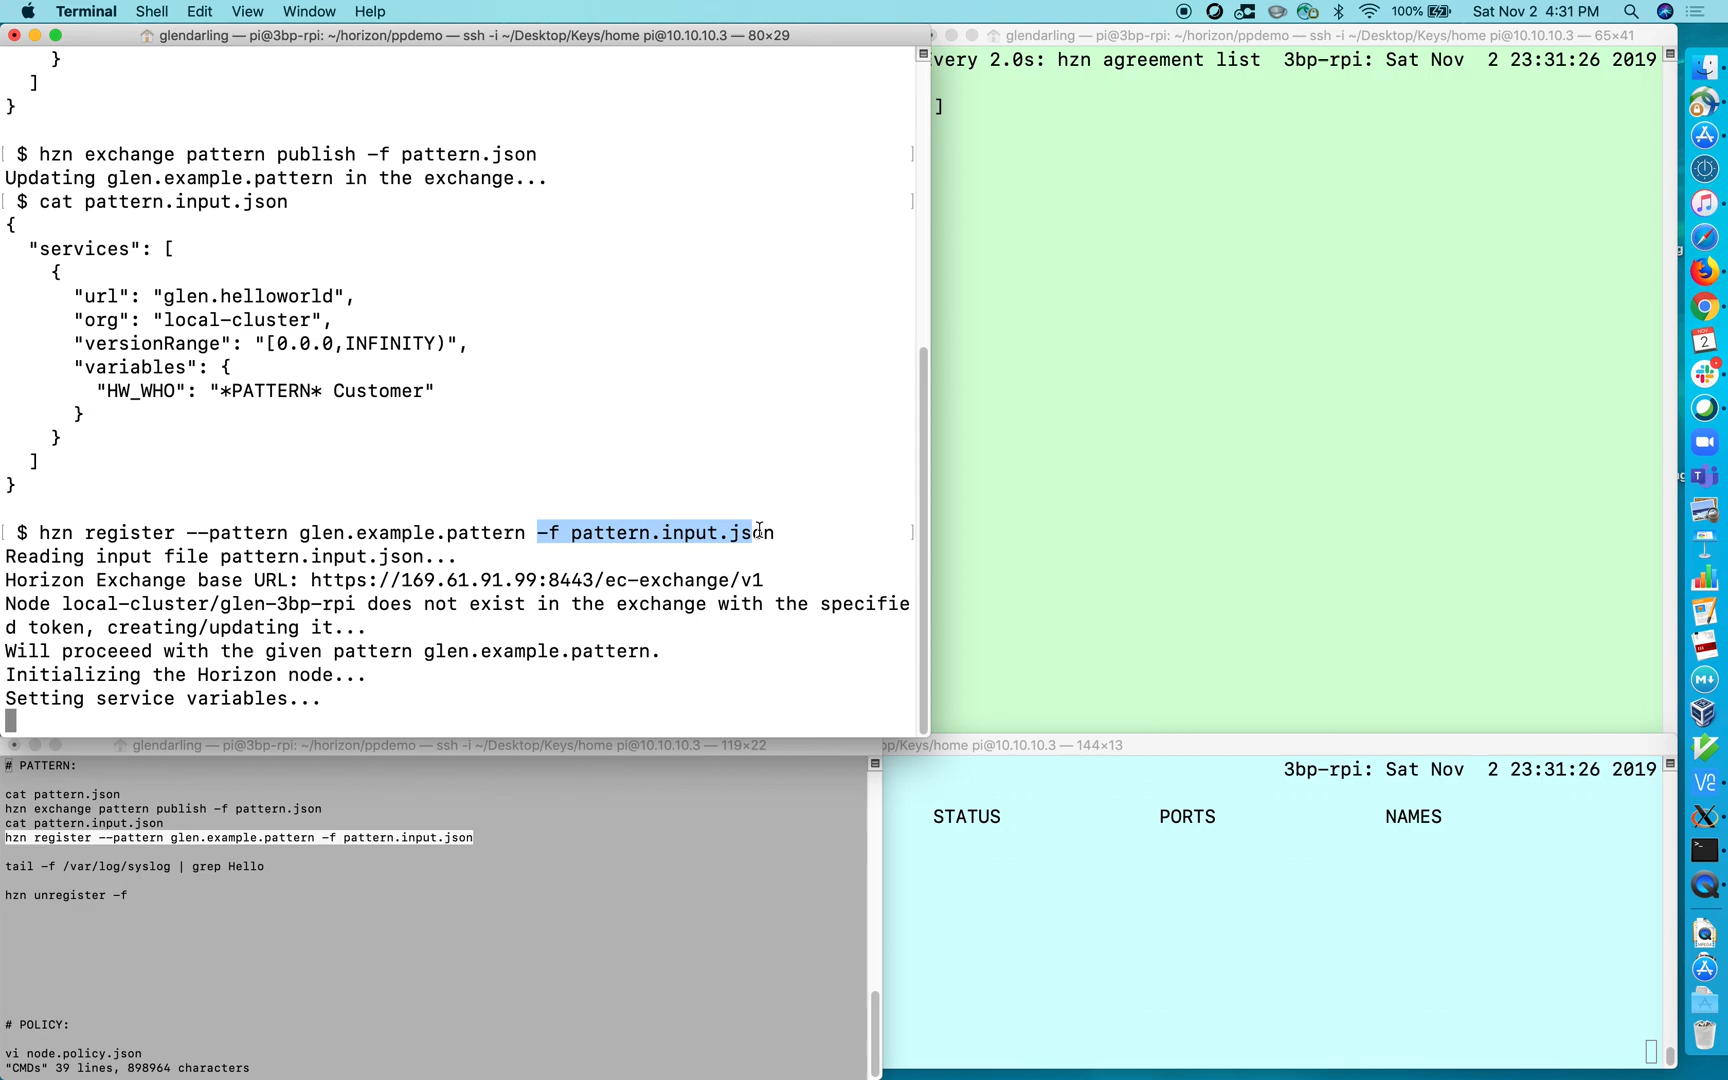 Terminal Shell Edit View Window Help 100% Sat Nov 2 4:31 PM
glendarling — pi@3bp-rpi: ~/horizon/ppdemo — ssh -i ~/Desktop/Keys/home pi@10.10.10.3 — 80×29
}
]
}
$ hzn exchange pattern publish -f pattern.json
Updating glen.example.pattern in the exchange...
$ cat pattern.input.json
{
"services": [
{
"url": "glen.helloworld",
"org": "local-cluster",
"versionRange": "[0.0.0,INFINITY)",
"variables": {
"HW_WHO": "*PATTERN* Customer"
}
}
]
}
$ hzn register --pattern glen.example.pattern -f pattern.input.json
Reading input file pattern.input.json...
Horizon Exchange base URL: https://169.61.91.99:8443/ec-exchange/v1
Node local-cluster/glen-3bp-rpi does not exist in the exchange with the specifie
d token, creating/updating it...
Will proceeed with the given pattern glen.example.pattern.
Initializing the Horizon node...
Setting service variables...
glendarling — pi@3bp-rpi: ~/horizon/ppdemo — ssh -i ~/Desktop/Keys/home pi@10.10.10.3 — 65×41
very 2.0s: hzn agreement list 3bp-rpi: Sat Nov 2 23:31:26 2019
]
glendarling — pi@3bp-rpi: ~/horizon/ppdemo — ssh -i ~/Desktop/Keys/home pi@10.10.10.3 — 119×22
# PATTERN:
cat pattern.json
hzn exchange pattern publish -f pattern.json
cat pattern.input.json
hzn register --pattern glen.example.pattern -f pattern.input.json
tail -f /var/log/syslog | grep Hello
hzn unregister -f
# POLICY:
vi node.policy.json
"CMDs" 39 lines, 898964 characters
op/Keys/home pi@10.10.10.3 — 144×13
3bp-rpi: Sat Nov 2 23:31:26 2019
STATUS PORTS NAMES
NOV
2